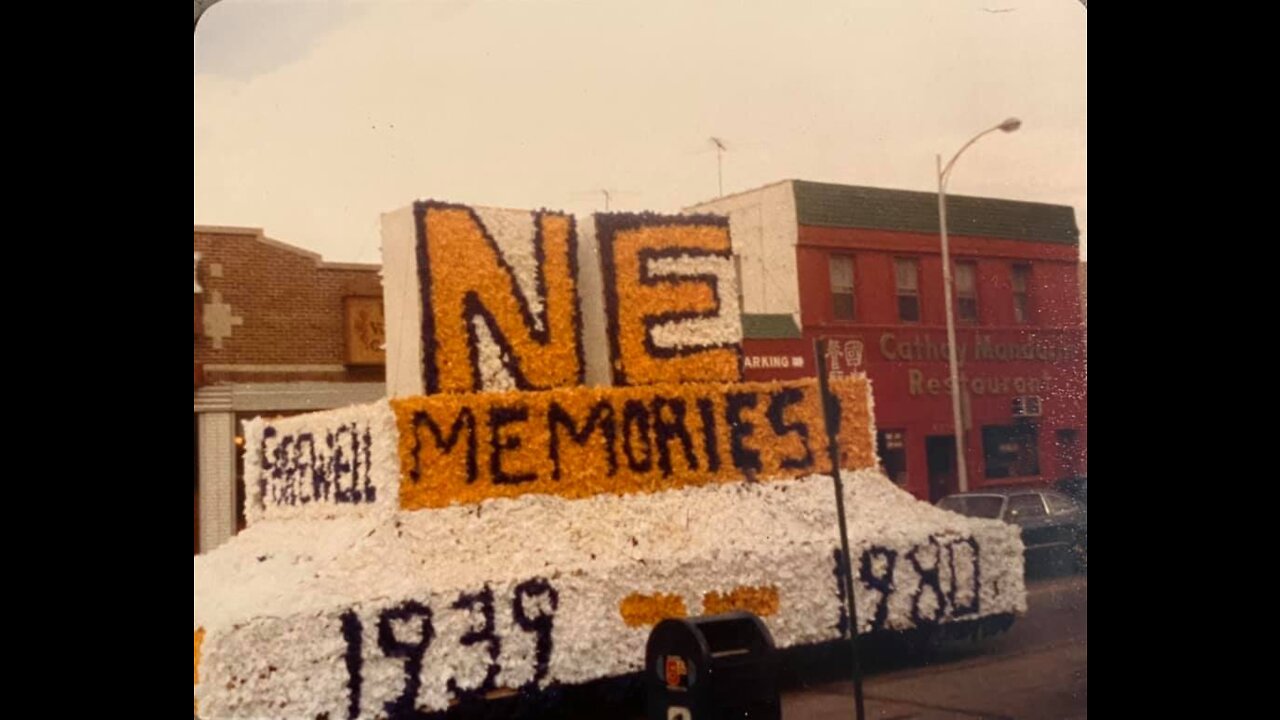 NE
FAREWELL
MEMORIES
1939 - - 1980
ARKING
Cathay Mandarin
Restaurant